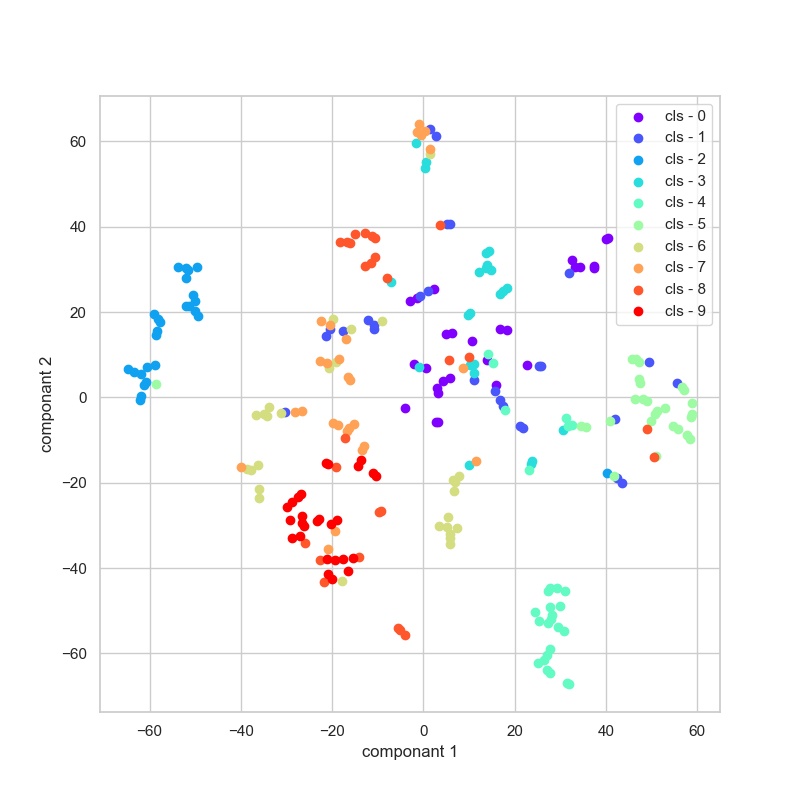 cls - 0
cls - 1
cls - 2
cls - 3
cls - 4
cls - 5
cls - 6
cls - 7
cls - 8
cls - 9
60
40
20
0
−20
−40
−60
componant 2
−60 −40 −20 0 20 40 60
componant 1